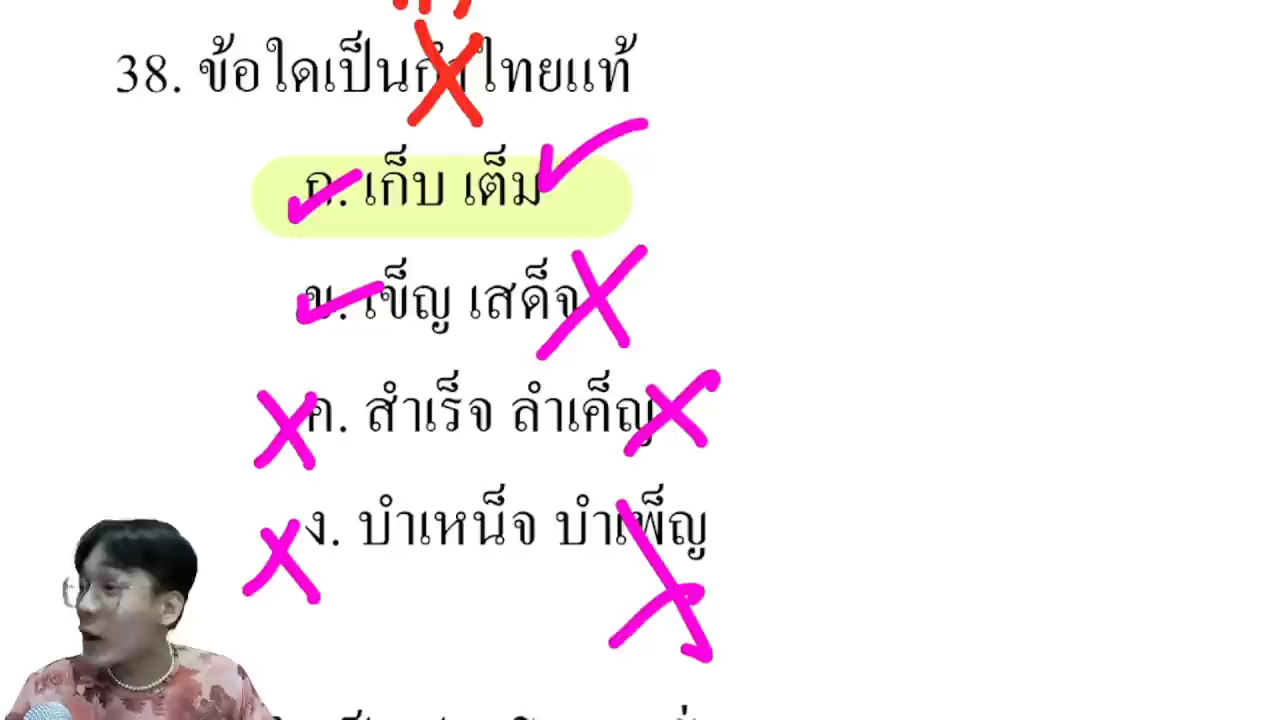 38. ข้อใดเป็นคำไทยแท้
ก. เก็บ เต็ม
ข. เข็ญ เสด็จ
ค. สำเร็จ ลำเค็ญ
ง. บำเหน็จ บำเพ็ญ